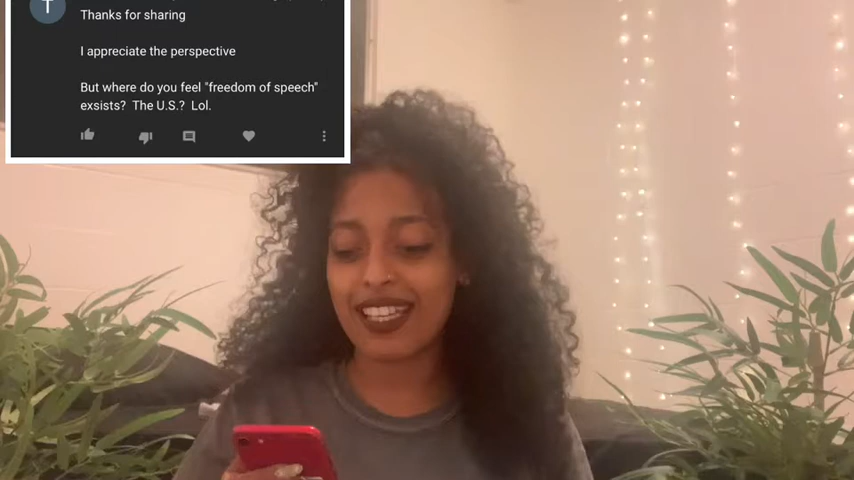 T
Thanks for sharing
I appreciate the perspective
But where do you feel "freedom of speech"
exsists? The U.S.? Lol.